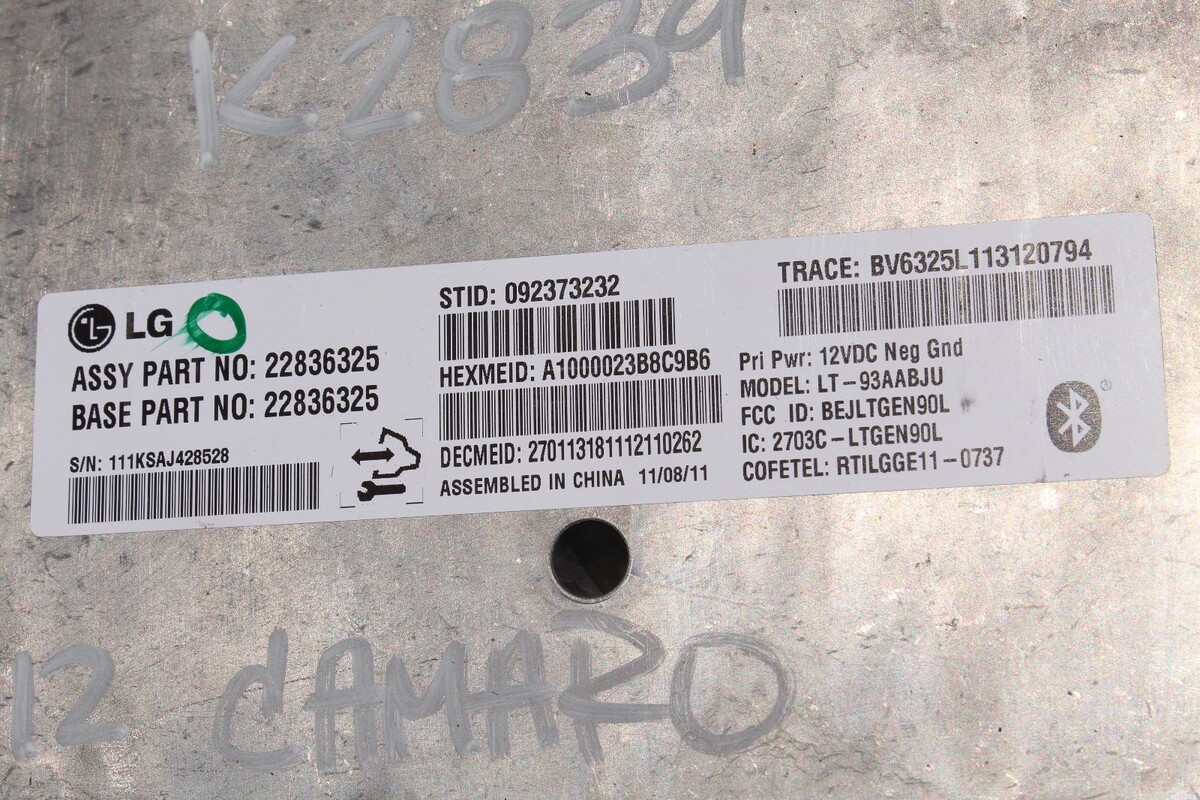 K2839
LG
ASSY PART NO: 22836325
BASE PART NO: 22836325
S/N: 111KSAJ428528
STID: 092373232
HEXMEID: A1000023B8C9B6
DECMEID: 270113181112110262
ASSEMBLED IN CHINA 11/08/11
TRACE: BV6325L113120794
Pri Pwr: 12VDC Neg Gnd
MODEL: LT-93AABJU
FCC ID: BEJLTGEN90L
IC: 2703C-LTGEN90L
COFETEL: RTILGGE11-0737
®
12 CAMARO